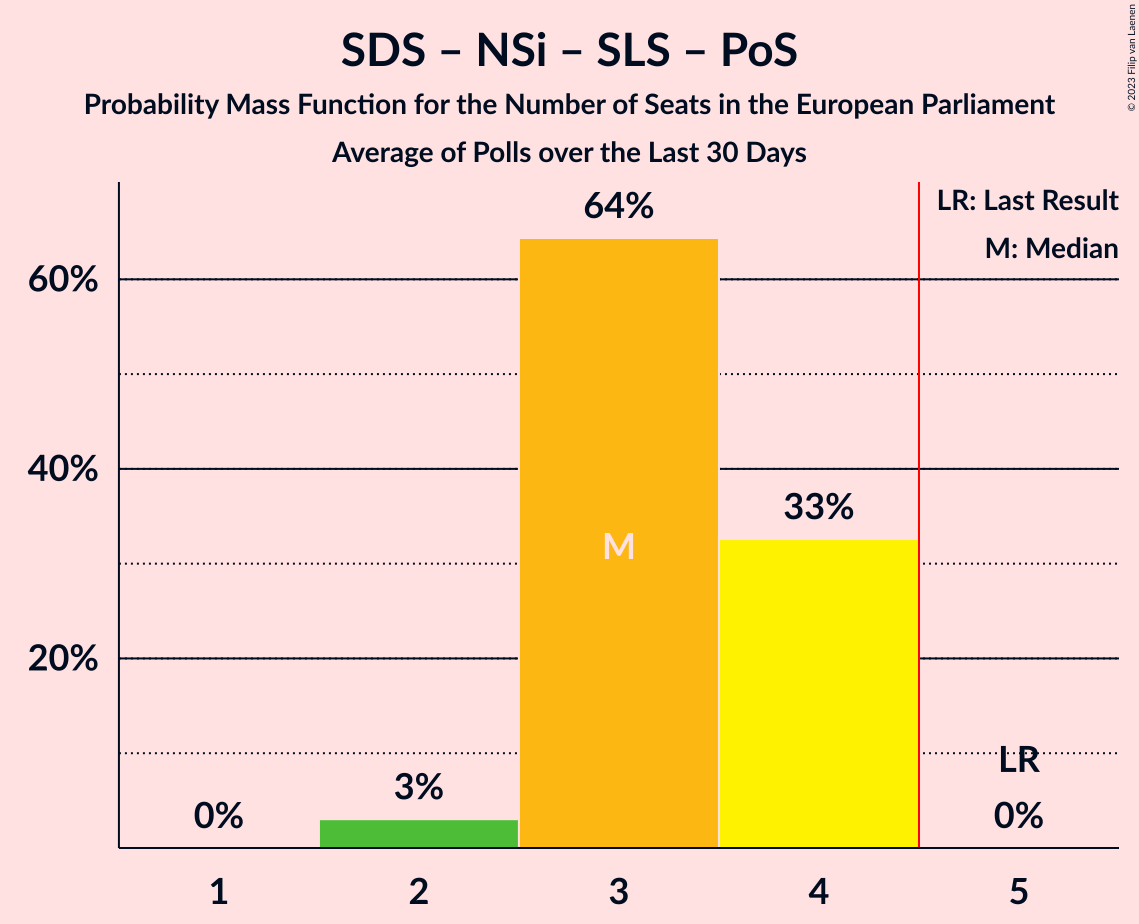 SDS – NSi – SLS – PoS
Probability Mass Function for the Number of Seats in the European Parliament
Average of Polls over the Last 30 Days
© 2023 Filip van Laenen
LR: Last Result
M: Median
64%
60%
40%
33%
M
20%
LR
3%
0%
0%
1
2
3
4
5